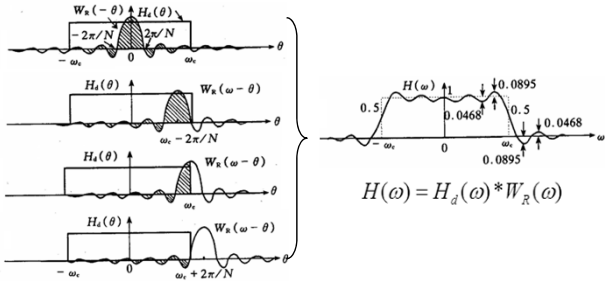 W_R(-θ) H_d(θ)
-2π/N 2π/N
-ω_c 0 ω_c θ
H_d(θ) W_R(ω-θ)
θ
ω_c-2π/N
H_d(θ) W_R(ω-θ)
ω_c θ
H_d(θ) W_R(ω-θ)
-ω_c 0 θ
ω_c+2π/N
H(ω) 1 0.0895
0.5 0.0468 0.5 0.0468
-ω_c 0 ω_c ω
0.0895
H(ω)=H_d(ω)*W_R(ω)